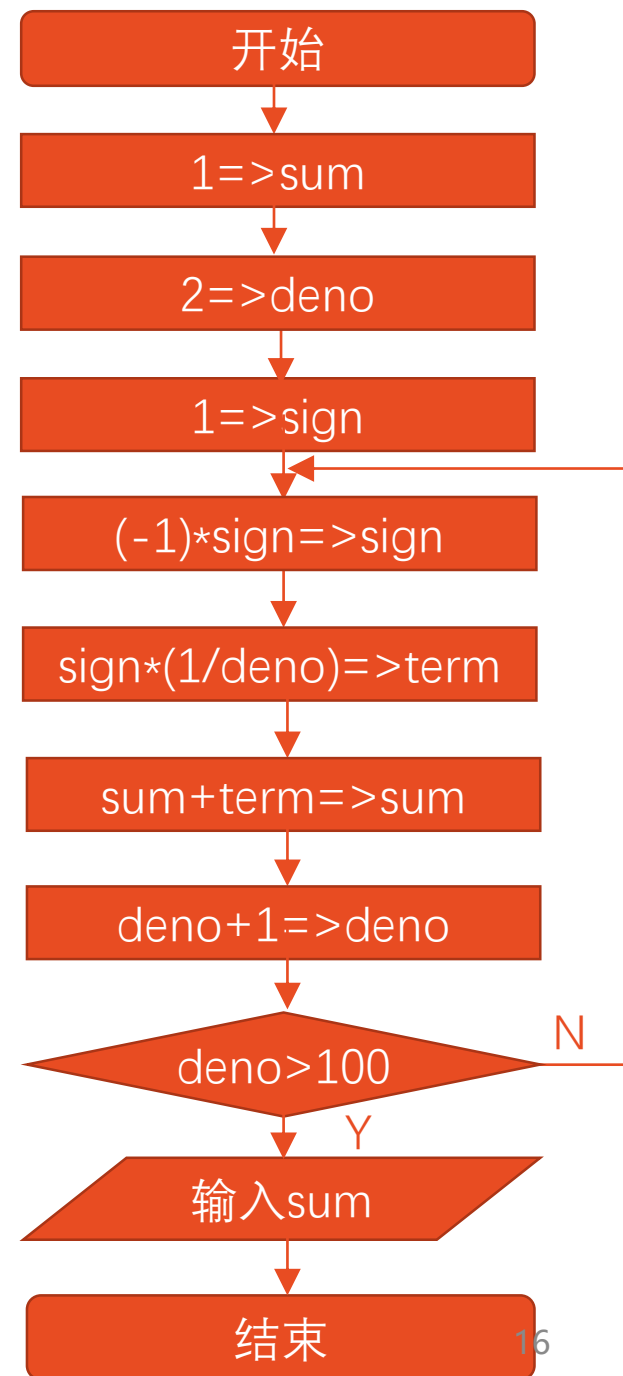 开始
1=>sum
2=>deno
1=>sign
(-1)*sign=>sign
sign*(1/deno)=>term
sum+term=>sum
deno+1=>deno
deno>100
N
Y
输入sum
结束
16